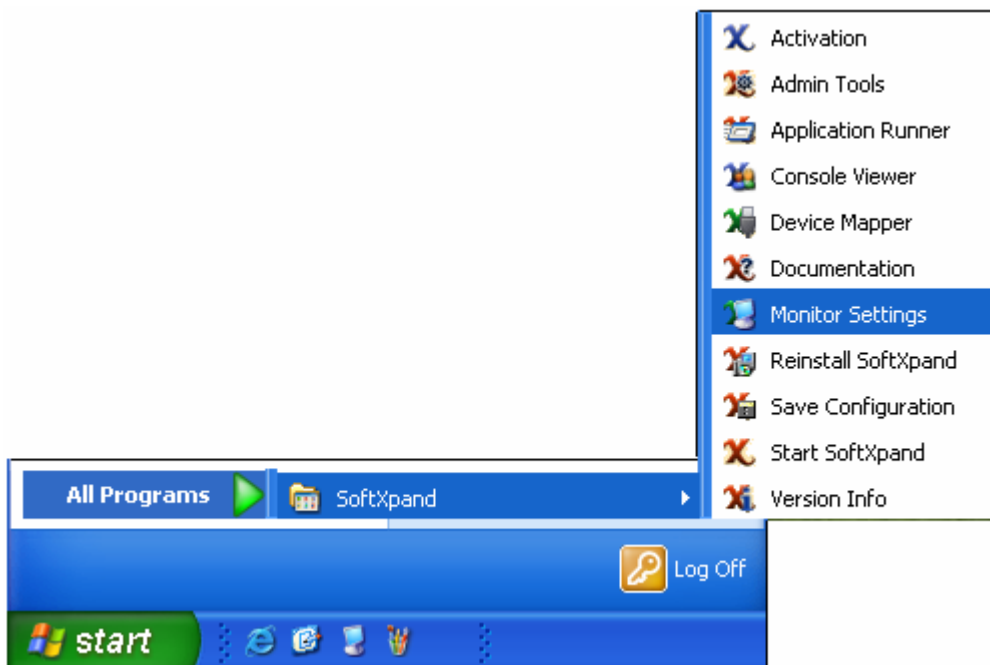 Activation
Admin Tools
Application Runner
Console Viewer
Device Mapper
Documentation
Monitor Settings
Reinstall SoftXpand
Save Configuration
Start SoftXpand
Version Info
All Programs
SoftXpand
Log Off
start